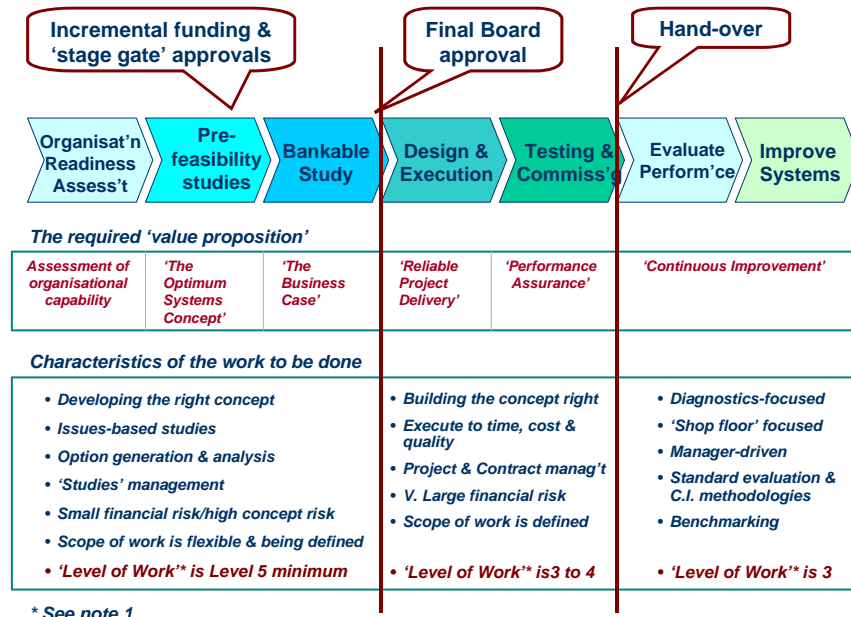 Incremental funding &
‘stage gate’ approvals
Final Board
approval
Hand-over
Organisat’n
Readiness
Assess’t
Pre-
feasibility
studies
Bankable
Study
Design &
Execution
Testing &
Commiss’g
Evaluate
Perform’ce
Improve
Systems
The required ‘value proposition’
Assessment of
organisational
capability
‘The
Optimum
Systems
Concept’
‘The
Business
Case’
‘Reliable
Project
Delivery’
‘Performance
Assurance’
‘Continuous Improvement’
Characteristics of the work to be done
• Developing the right concept
• Issues-based studies
• Option generation & analysis
• ‘Studies’ management
• Small financial risk/high concept risk
• Scope of work is flexible & being defined
• ‘Level of Work’* is Level 5 minimum
• Building the concept right
• Execute to time, cost &
quality
• Project & Contract manag’t
• V. Large financial risk
• Scope of work is defined
• ‘Level of Work’* is3 to 4
• Diagnostics-focused
• ‘Shop floor’ focused
• Manager-driven
• Standard evaluation &
C.I. methodologies
• Benchmarking
• ‘Level of Work’* is 3
* See note 1